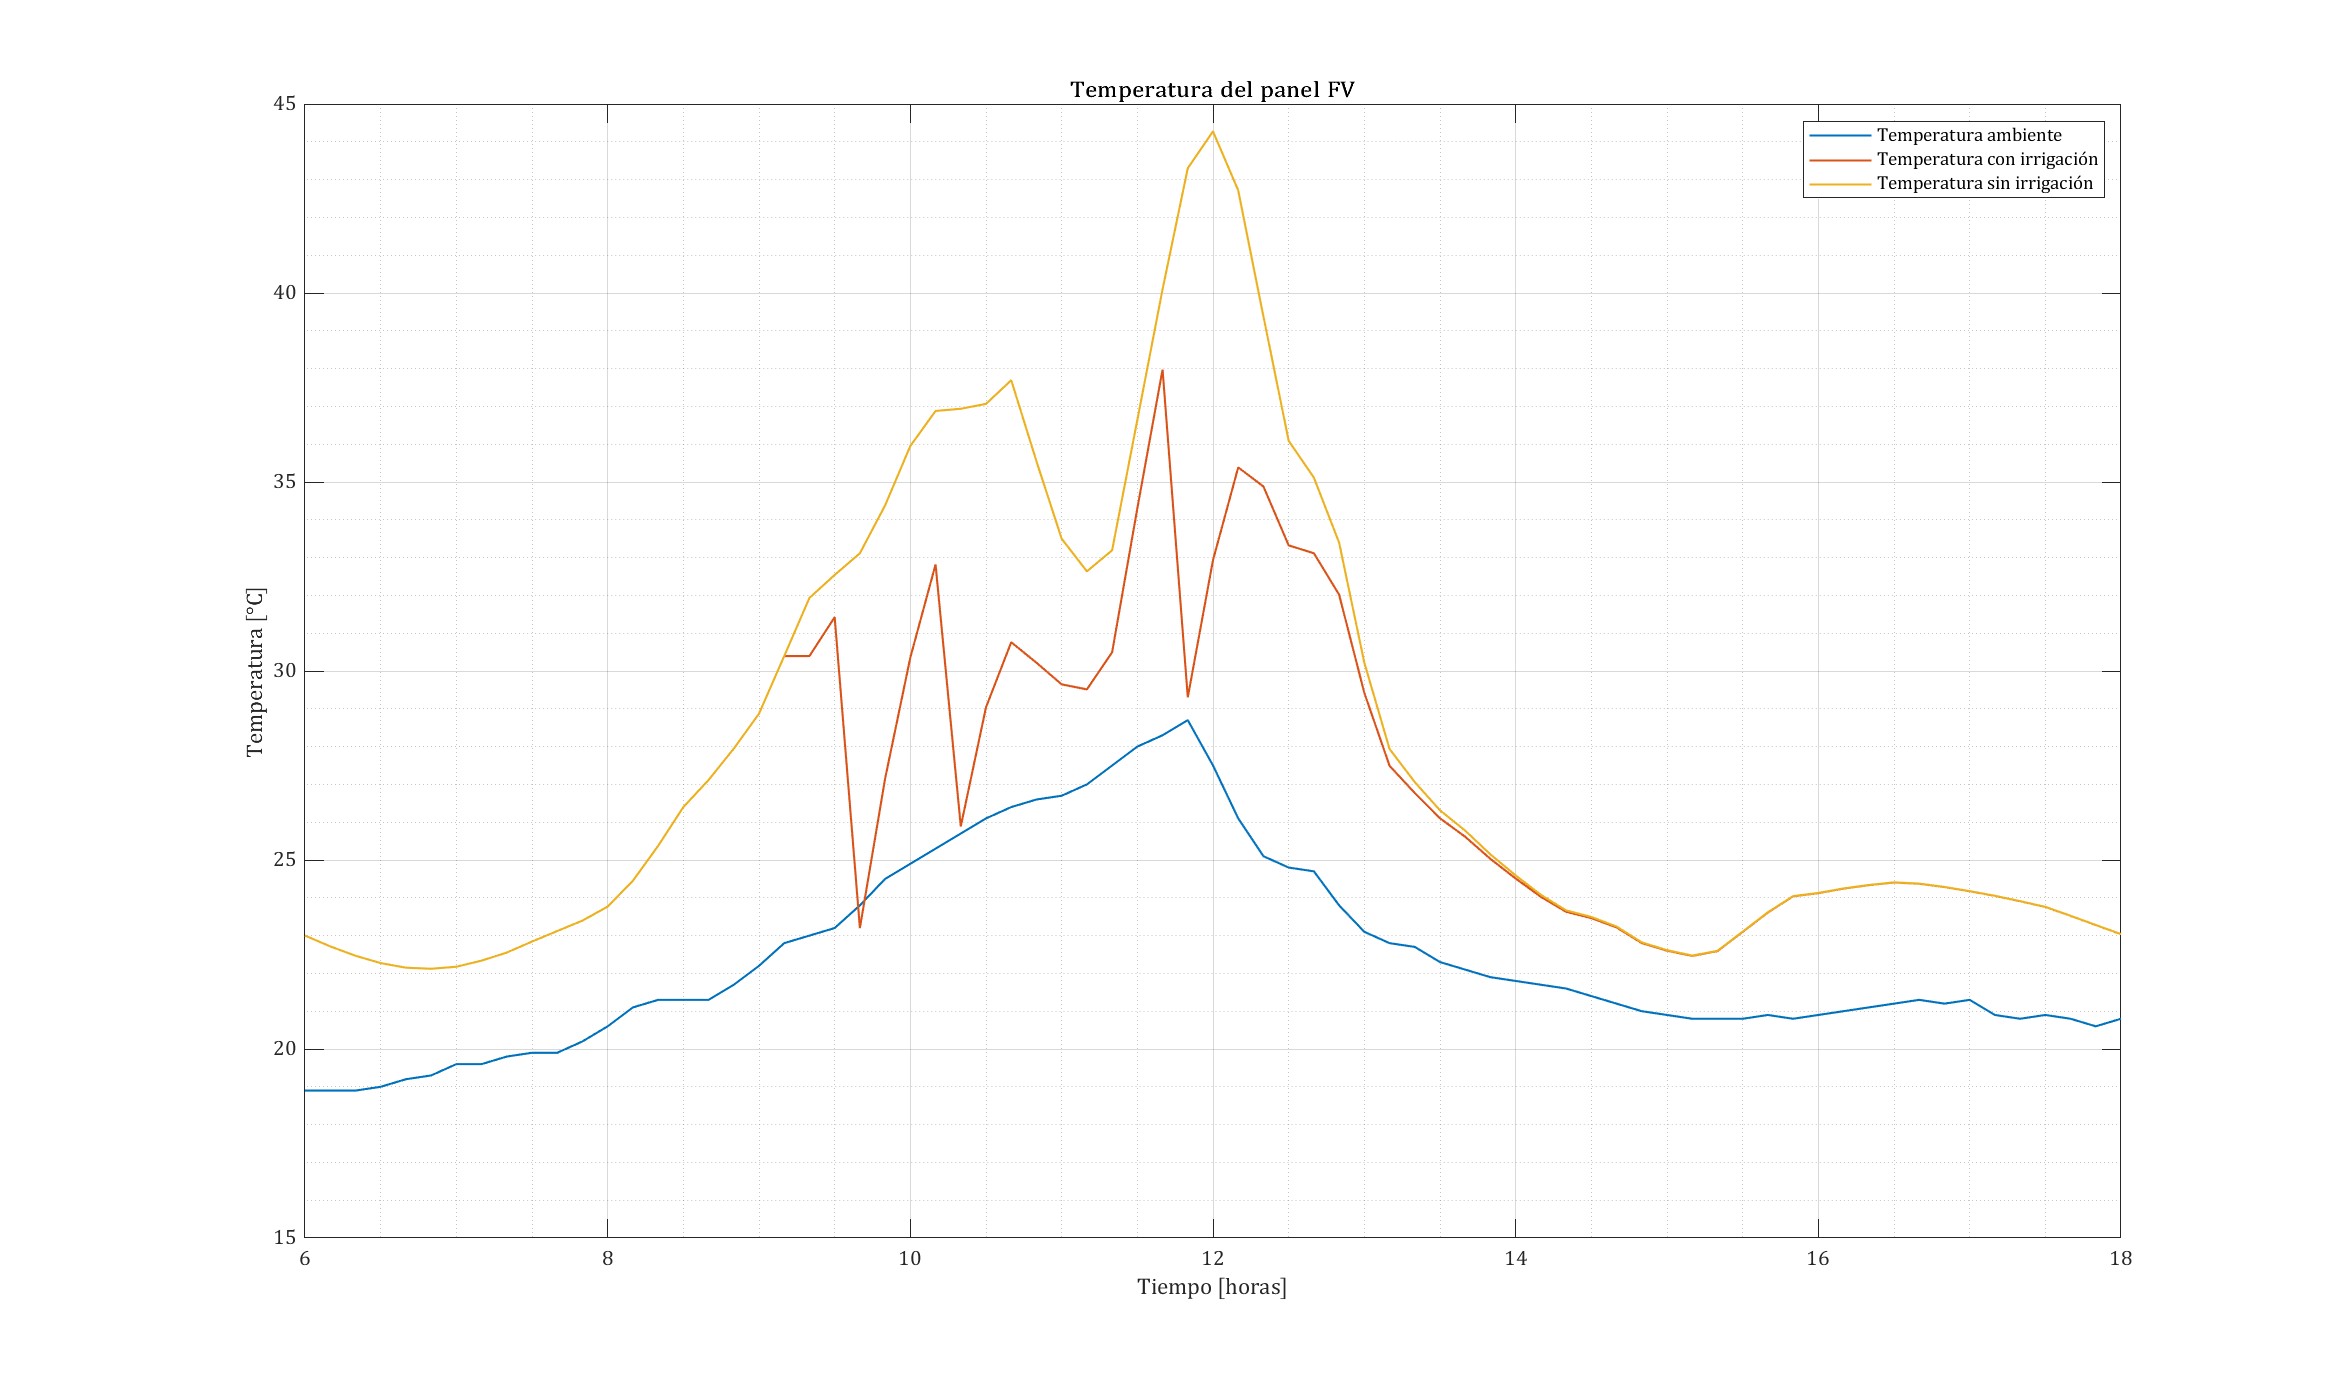 Temperatura del panel FV
45
40
35
30
25
20
15
Temperatura [°C]
Temperatura ambiente
Temperatura con irrigación
Temperatura sin irrigación
6 8 10 12 14 16 18
Tiempo [horas]